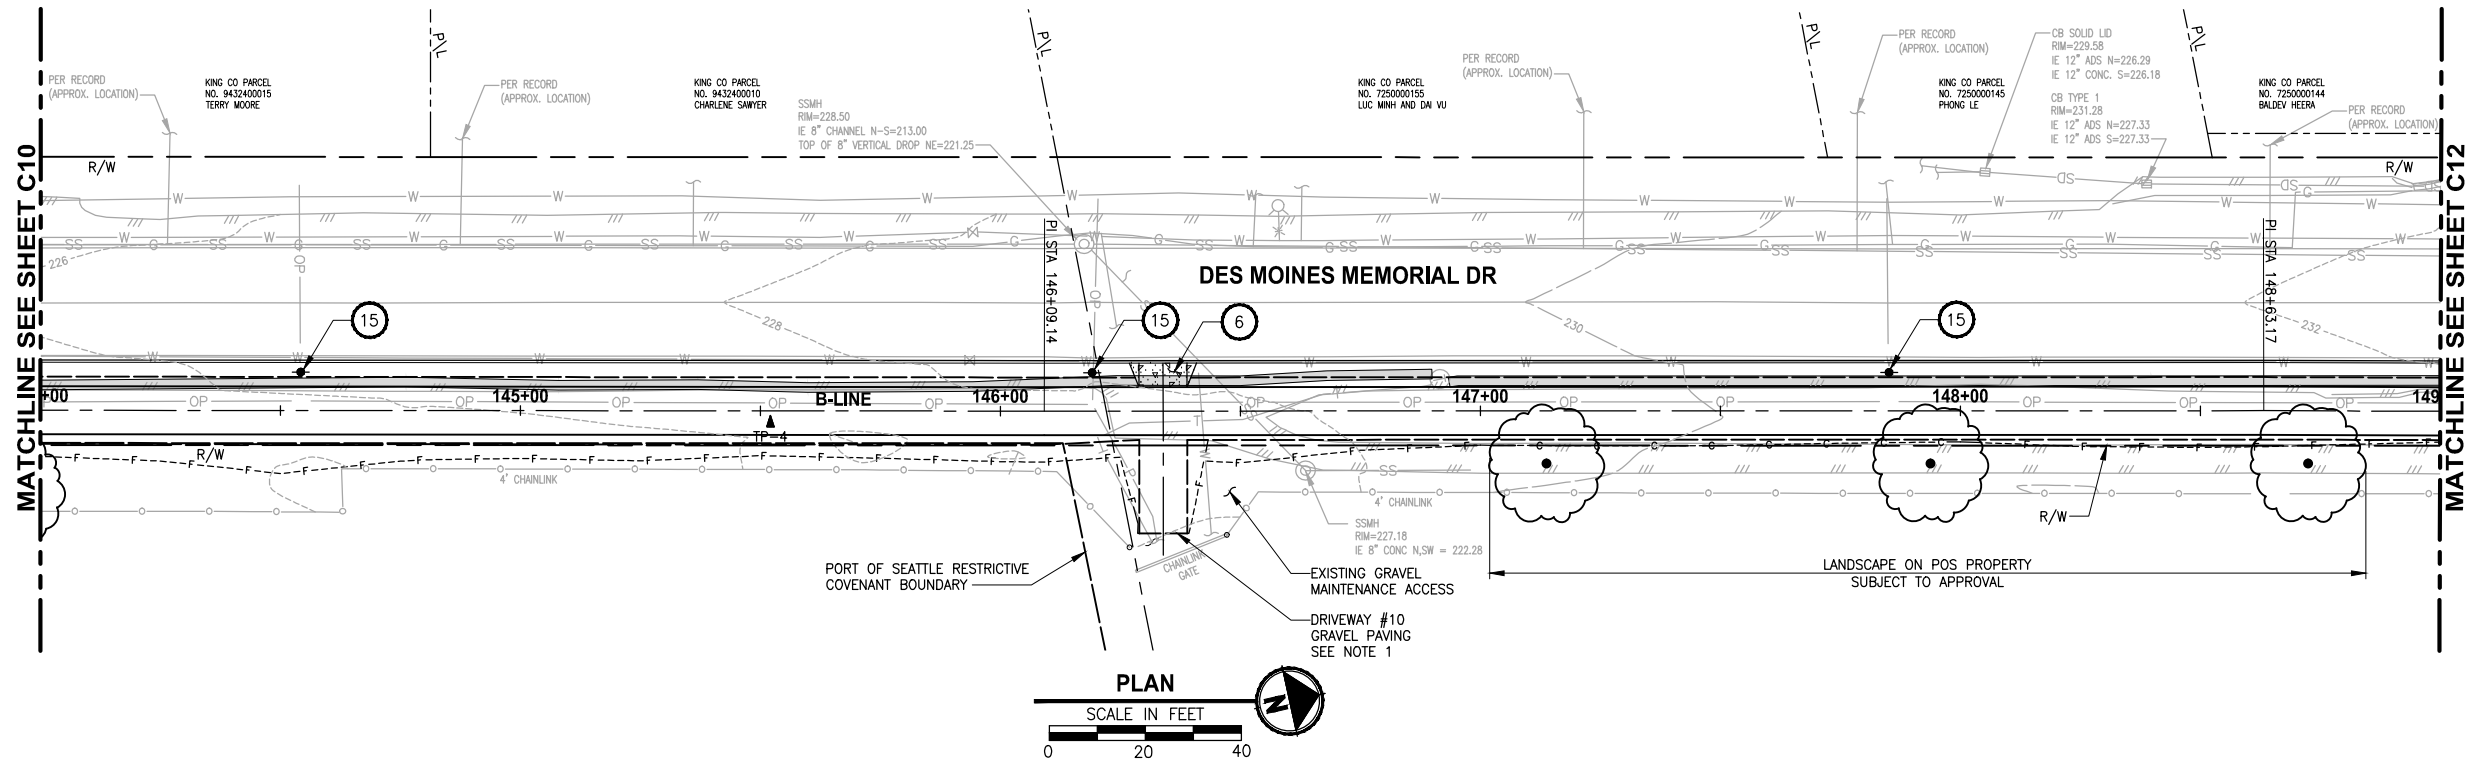 MATCHLINE SEE SHEET C10
PER RECORD
(APPROX. LOCATION)
KING CO PARCEL
NO. 9432400015
TERRY MOORE
P\L
PER RECORD
(APPROX. LOCATION)
KING CO PARCEL
NO. 9432400010
CHARLENE SAWYER
SSMH
RIM=228.50
IE 8" CHANNEL N-S=213.00
TOP OF 8" VERTICAL DROP NE=221.25
P\L
KING CO PARCEL
NO. 7250000155
LUC MINH AND DAI VU
PER RECORD
(APPROX. LOCATION)
P\L
PER RECORD
(APPROX. LOCATION)
KING CO PARCEL
NO. 7250000145
PHONG LE
CB SOLID LID
RIM=229.58
IE 12" ADS N=226.29
IE 12" CONC. S=226.18
CB TYPE 1
RIM=231.28
IE 12" ADS N=227.33
IE 12" ADS S=227.33
P\L
KING CO PARCEL
NO. 7250000144
BALDEV HEERA
PER RECORD
(APPROX. LOCATION)
MATCHLINE SEE SHEET C12
R/W
R/W
226
228
230
232
PI STA 146+09.14
DES MOINES MEMORIAL DR
PI STA 148+63.17
15
15
6
15
+00
145+00
B-LINE
146+00
147+00
148+00
149
TP-4
R/W
4' CHAINLINK
4' CHAINLINK
R/W
SSMH
RIM=227.18
IE 8" CONC N,SW = 222.28
CHAINLINK
GATE
PORT OF SEATTLE RESTRICTIVE
COVENANT BOUNDARY
EXISTING GRAVEL
MAINTENANCE ACCESS
DRIVEWAY #10
GRAVEL PAVING
SEE NOTE 1
LANDSCAPE ON POS PROPERTY
SUBJECT TO APPROVAL
PLAN
N
SCALE IN FEET
0 20 40